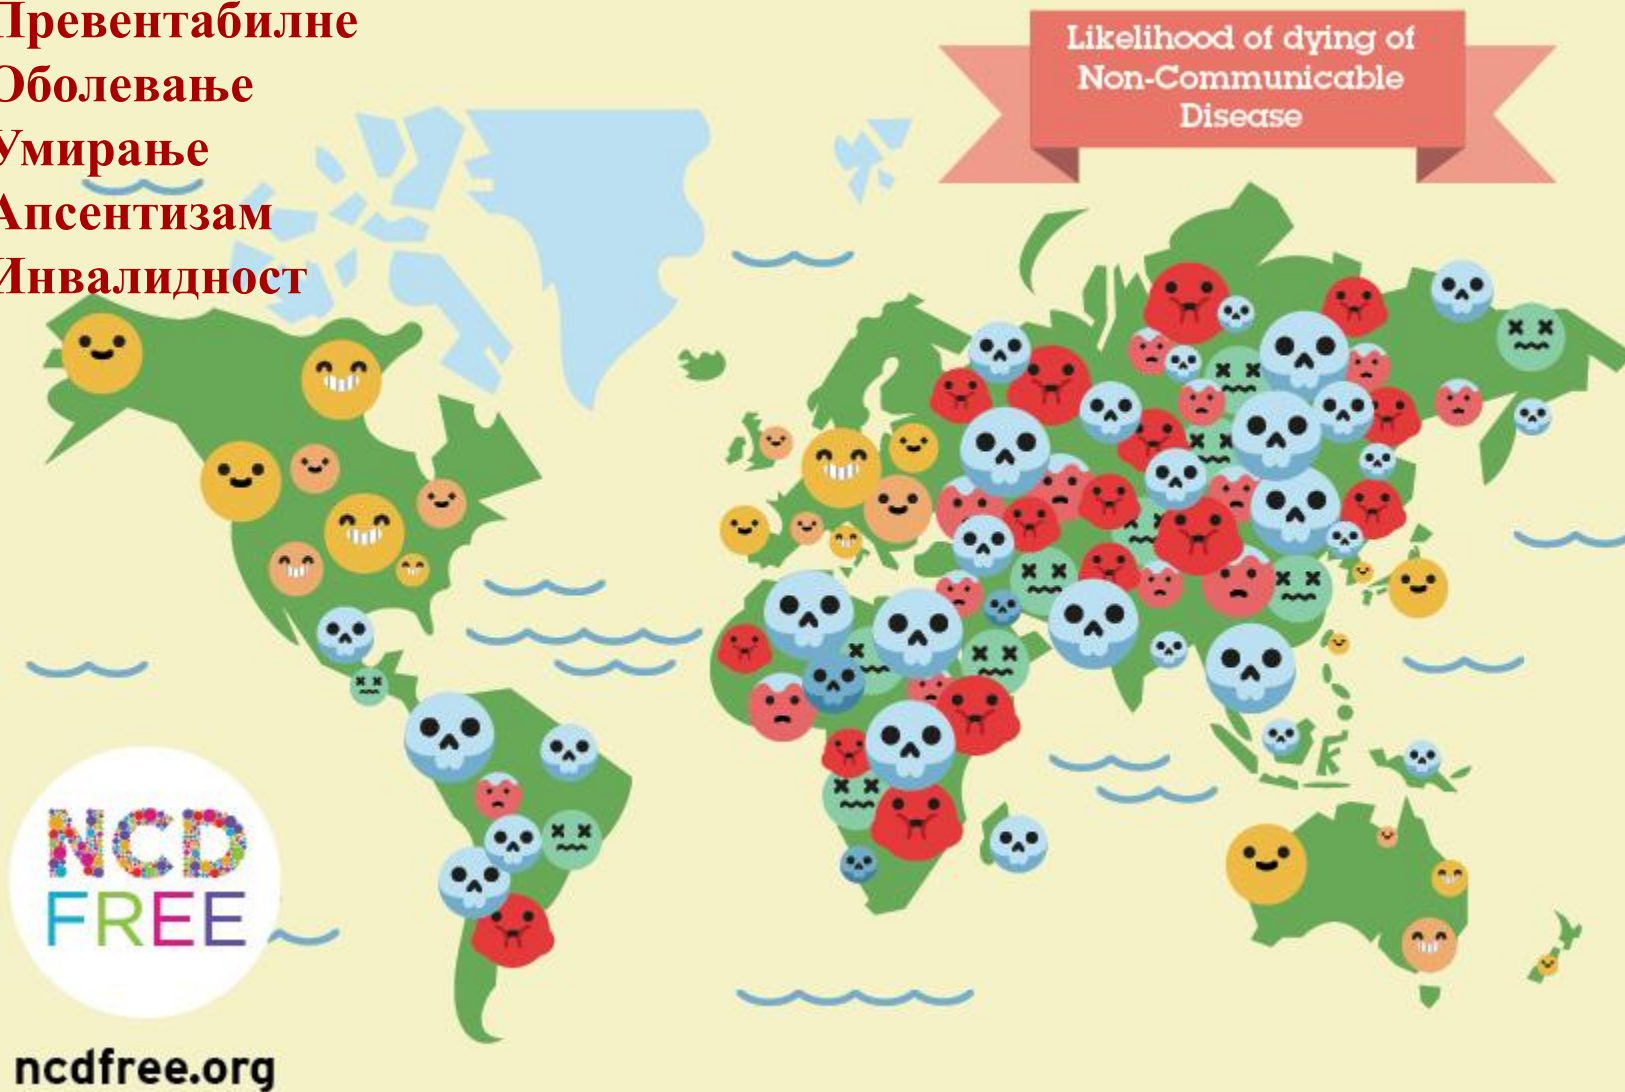 Превентабилне
Оболевање
Умирање
Апсентизам
Инвалидност
Likelihood of dying of
Non-Communicable
Disease
NCD
FREE
ncdfree.org